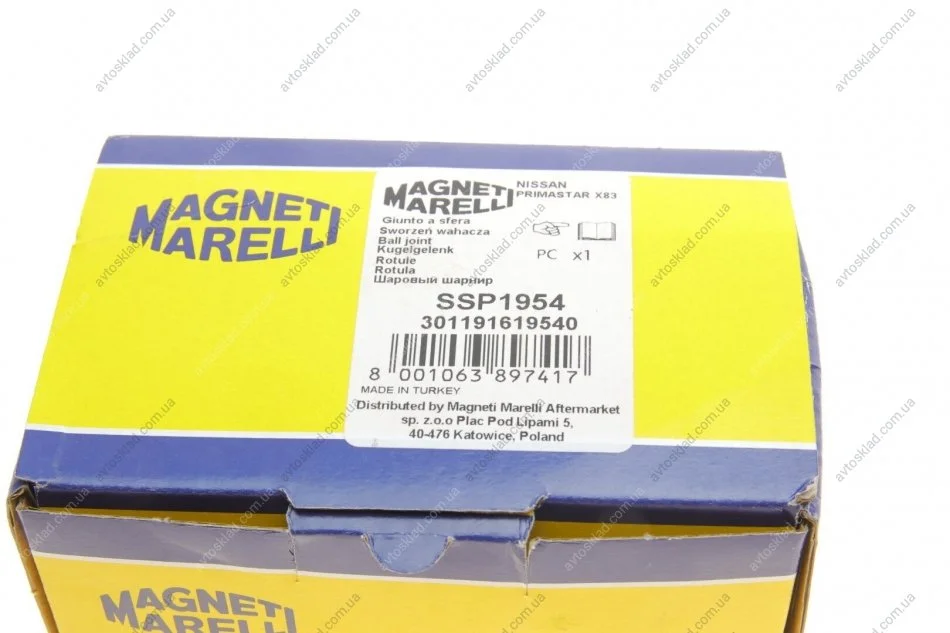 MAGNETI
MARELLI
MAGNETI
MARELLI
NISSAN
PRIMASTAR X83
Giunto a sfera
Sworzeń wahacza
Ball joint
Kugelgelenk
Rotule
Rotula
Шаровый шарнир
PC x1
SSP1954
301191619540
8 001063 897417
MADE IN TURKEY
Distributed by Magneti Marelli Aftermarket
sp. z.o.o Plac Pod Lipami 5,
40-476 Katowice, Poland
MAGNETI
MARELLI
avtosklad.com.ua